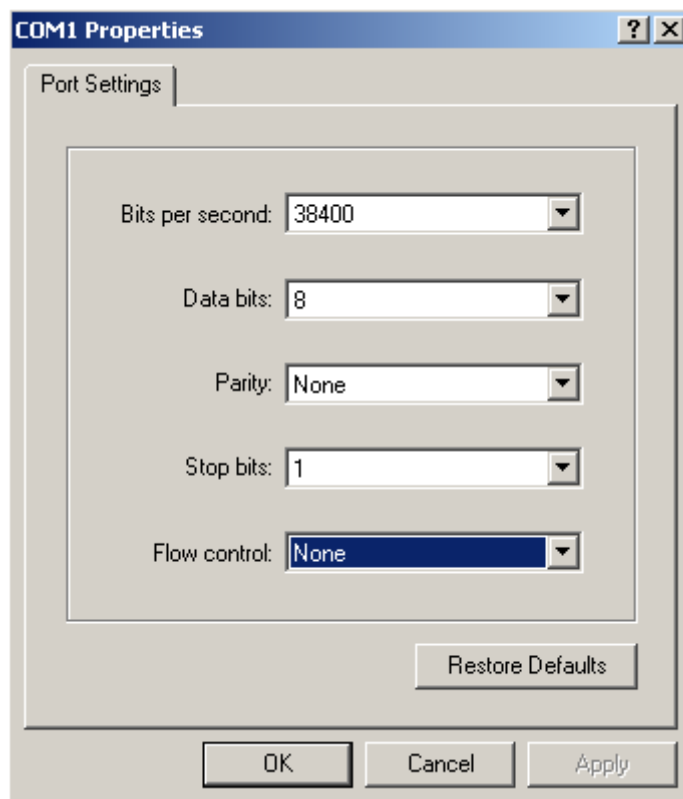 COM1 Properties
Port Settings
Bits per second: 38400
Data bits: 8
Parity: None
Stop bits: 1
Flow control: None
Restore Defaults
OK Cancel Apply